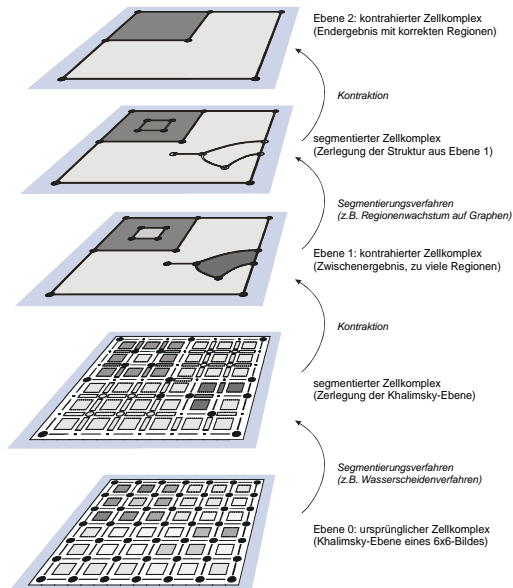 Ebene 2: kontrahierter Zellkomplex
(Endergebnis mit korrekten Regionen)
Kontraktion
segmentierter Zellkomplex
(Zerlegung der Struktur aus Ebene 1)
Segmentierungsverfahren
(z.B. Regionenwachstum auf Graphen)
Ebene 1: kontrahierter Zellkomplex
(Zwischenergebnis, zu viele Regionen)
Kontraktion
segmentierter Zellkomplex
(Zerlegung der Khalimsky-Ebene)
Segmentierungsverfahren
(z.B. Wasserscheidenverfahren)
Ebene 0: ursprünglicher Zellkomplex
(Khalimsky-Ebene eines 6x6-Bildes)